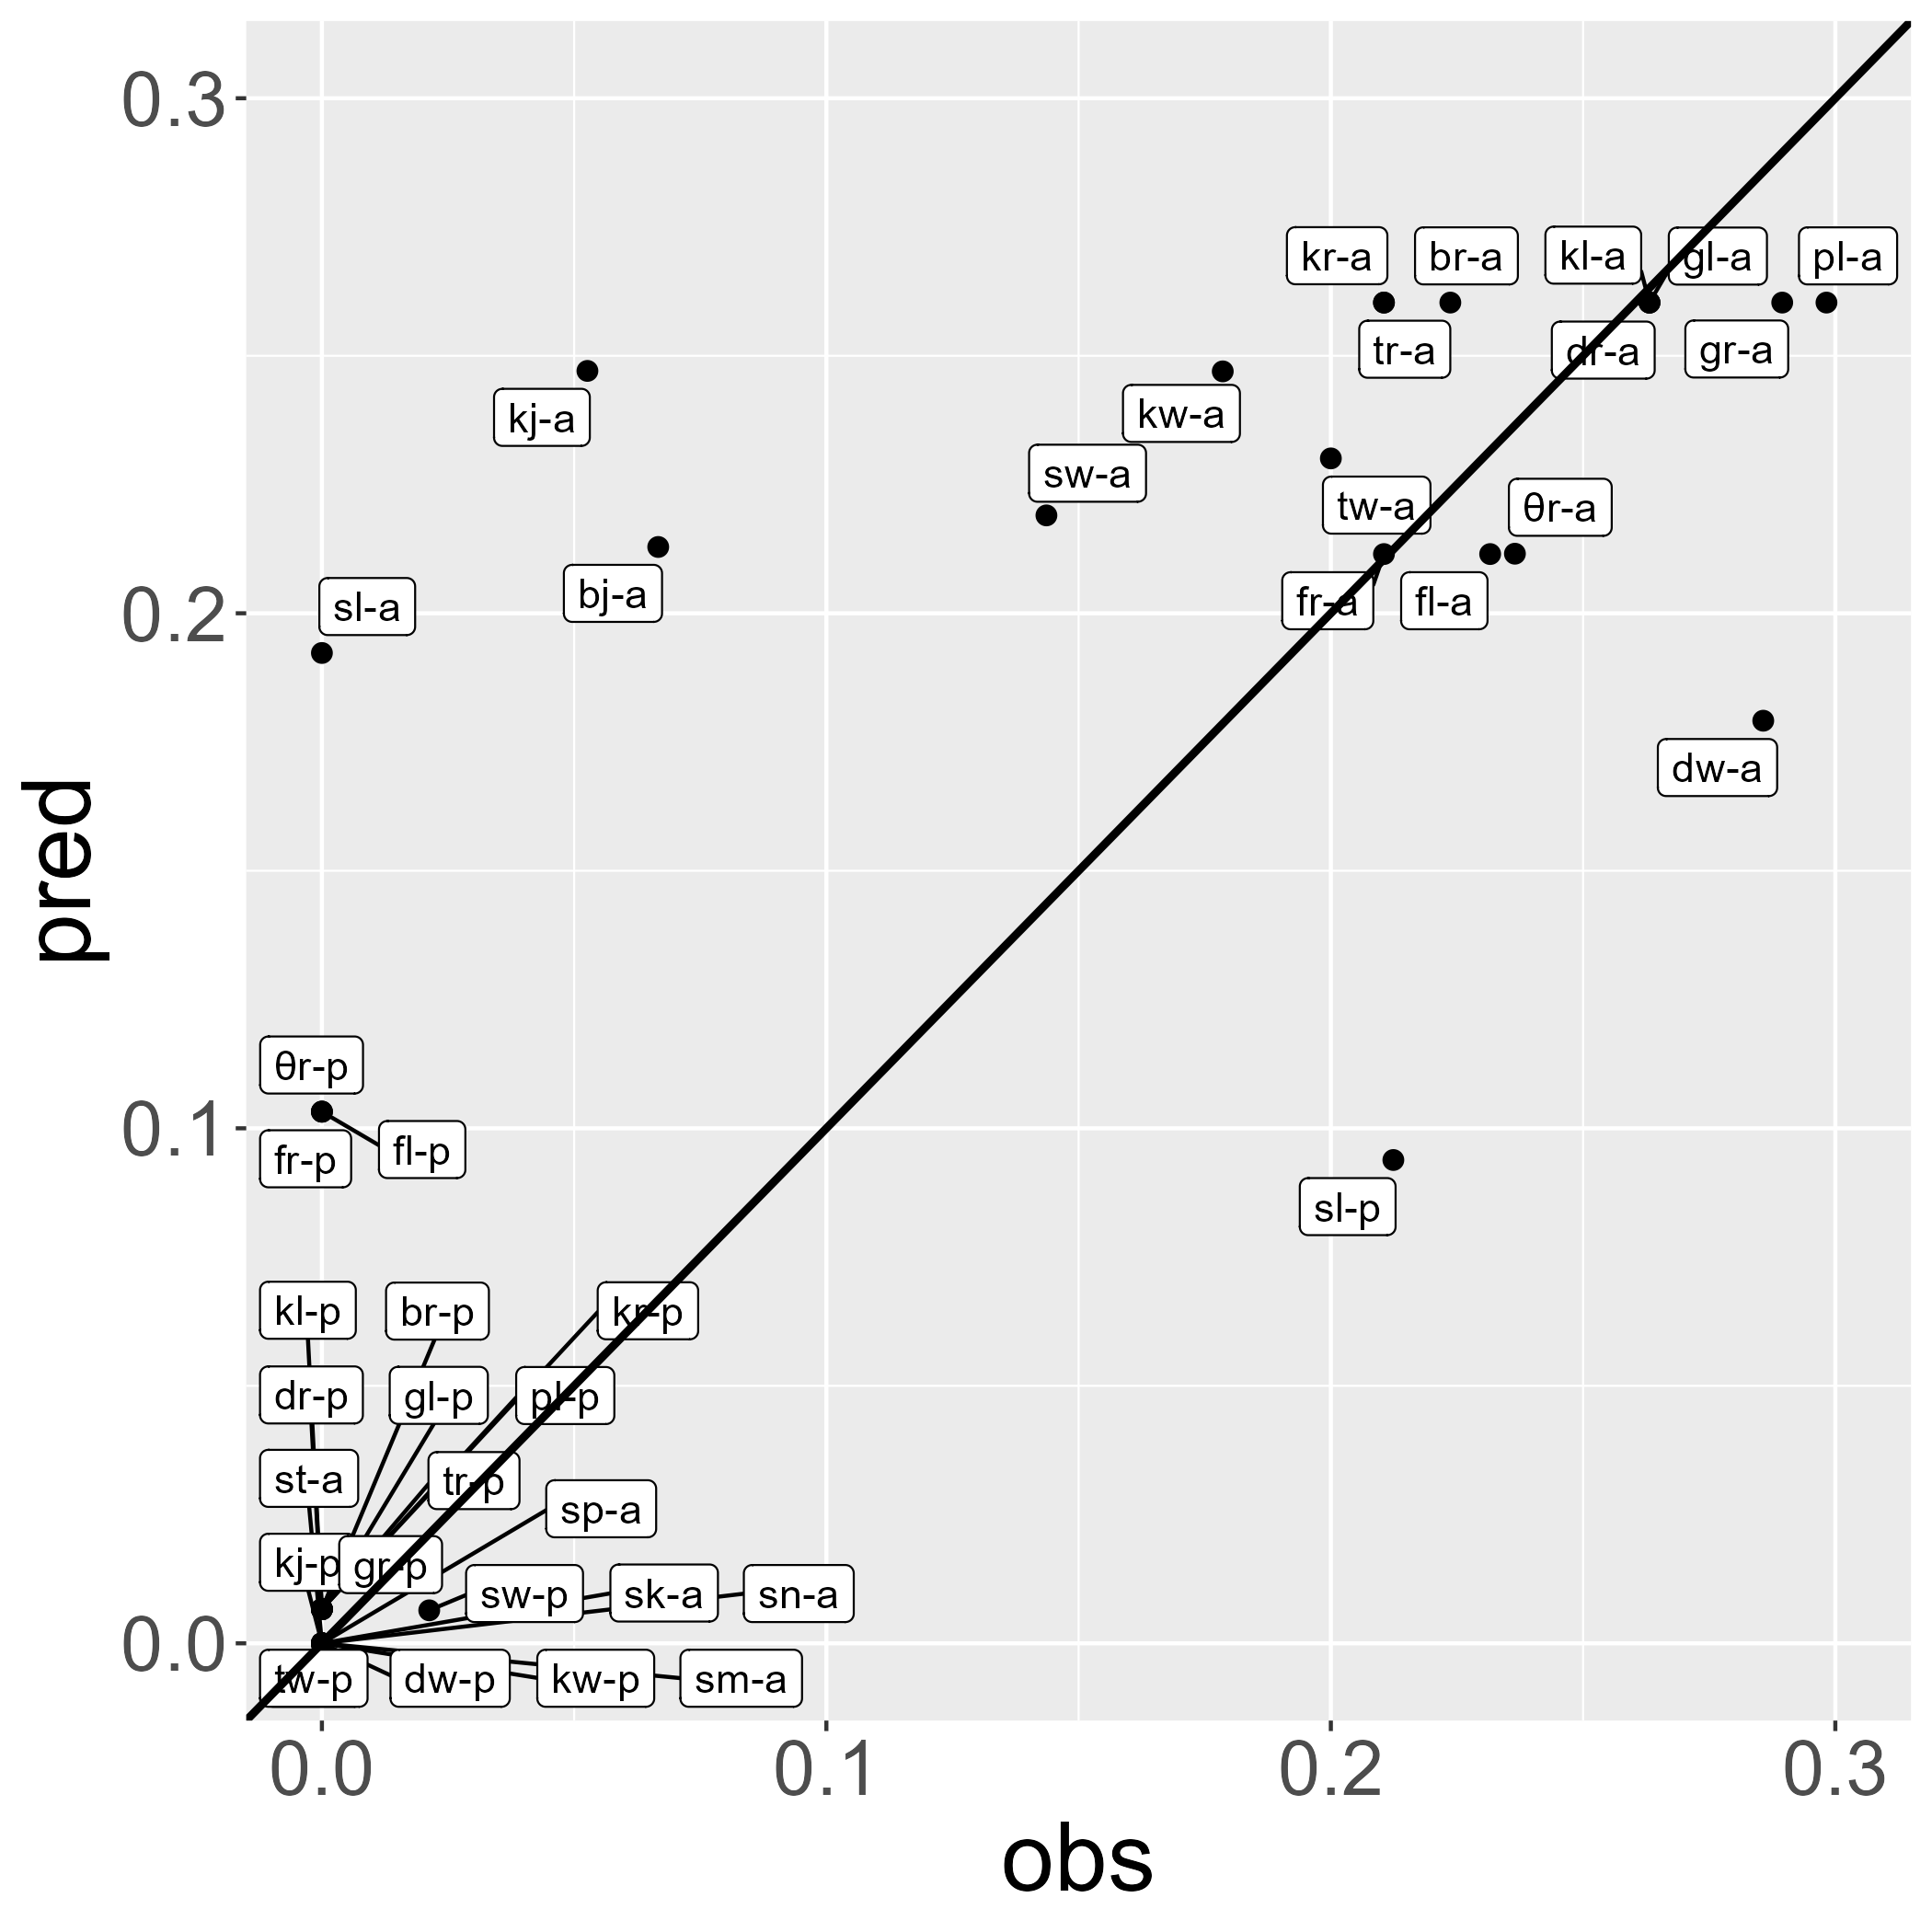 0.3
kr-a br-a kl-a gl-a pl-a
tr-a dr-a gr-a
kj-a kw-a
sw-a
tw-a θr-a
sl-a bj-a fr-a fl-a
0.2
dw-a
pred
θr-p
fr-p fl-p
0.1
sl-p
kl-p br-p kr-p
dr-p gl-p pl-p
st-a tr-p sp-a
kj-p gr-p sw-p sk-a sn-a
0.0
tw-p dw-p kw-p sm-a
0.0 0.1 0.2 0.3
obs